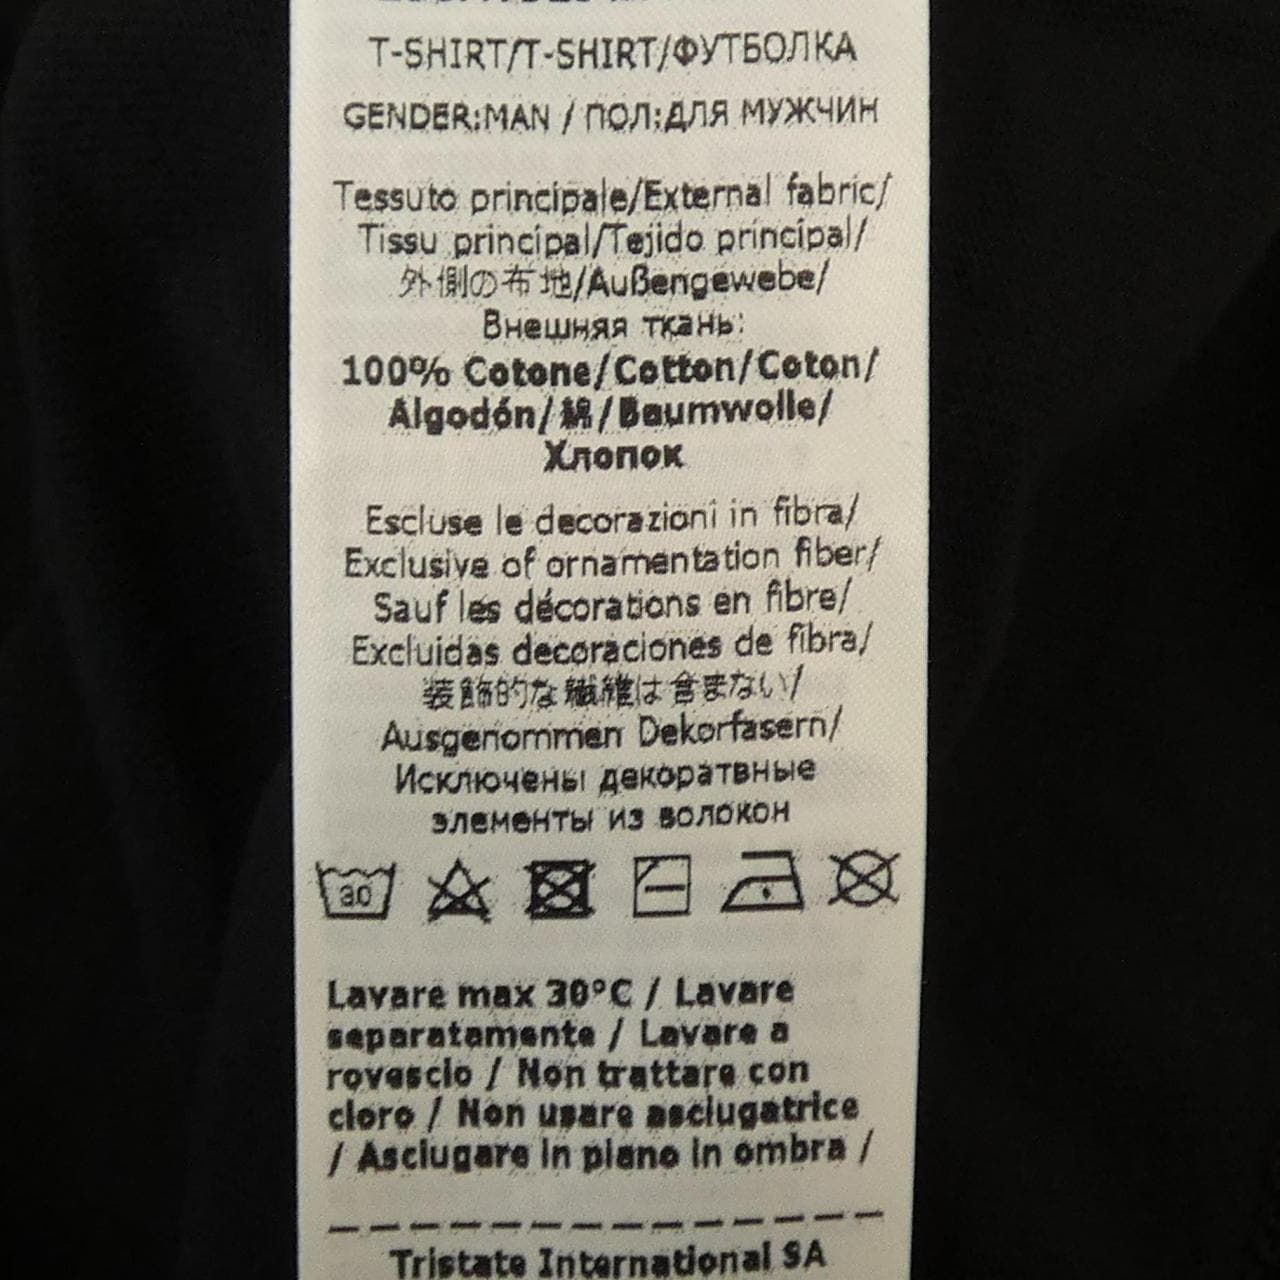 T-SHIRT/T-SHIRT/ФУТБОЛКА
GENDER:MAN / ПОЛ:ДЛЯ МУЖЧИН
Tessuto principale/External fabric/
Tissu principal/Tejido principal/
外側の布地/Außengewebe/
Внешняя ткань:
100% Cotone/Cotton/Coton/
Algodón/綿/Baumwolle/
Хлопок
Escluse le decorazioni in fibra/
Exclusive of ornamentation fiber/
Sauf les décorations en fibre/
Excluidas decoraciones de fibra/
装飾的な繊維は含まない/
Ausgenommen Dekorfasern/
Исключены декоратвные
элементы из волокон
30
Lavare max 30°C / Lavare
separatamente / Lavare a
rovescio / Non trattare con
cloro / Non usare asciugatrice
/ Asciugare in piano in ombra /
Tristate International SA